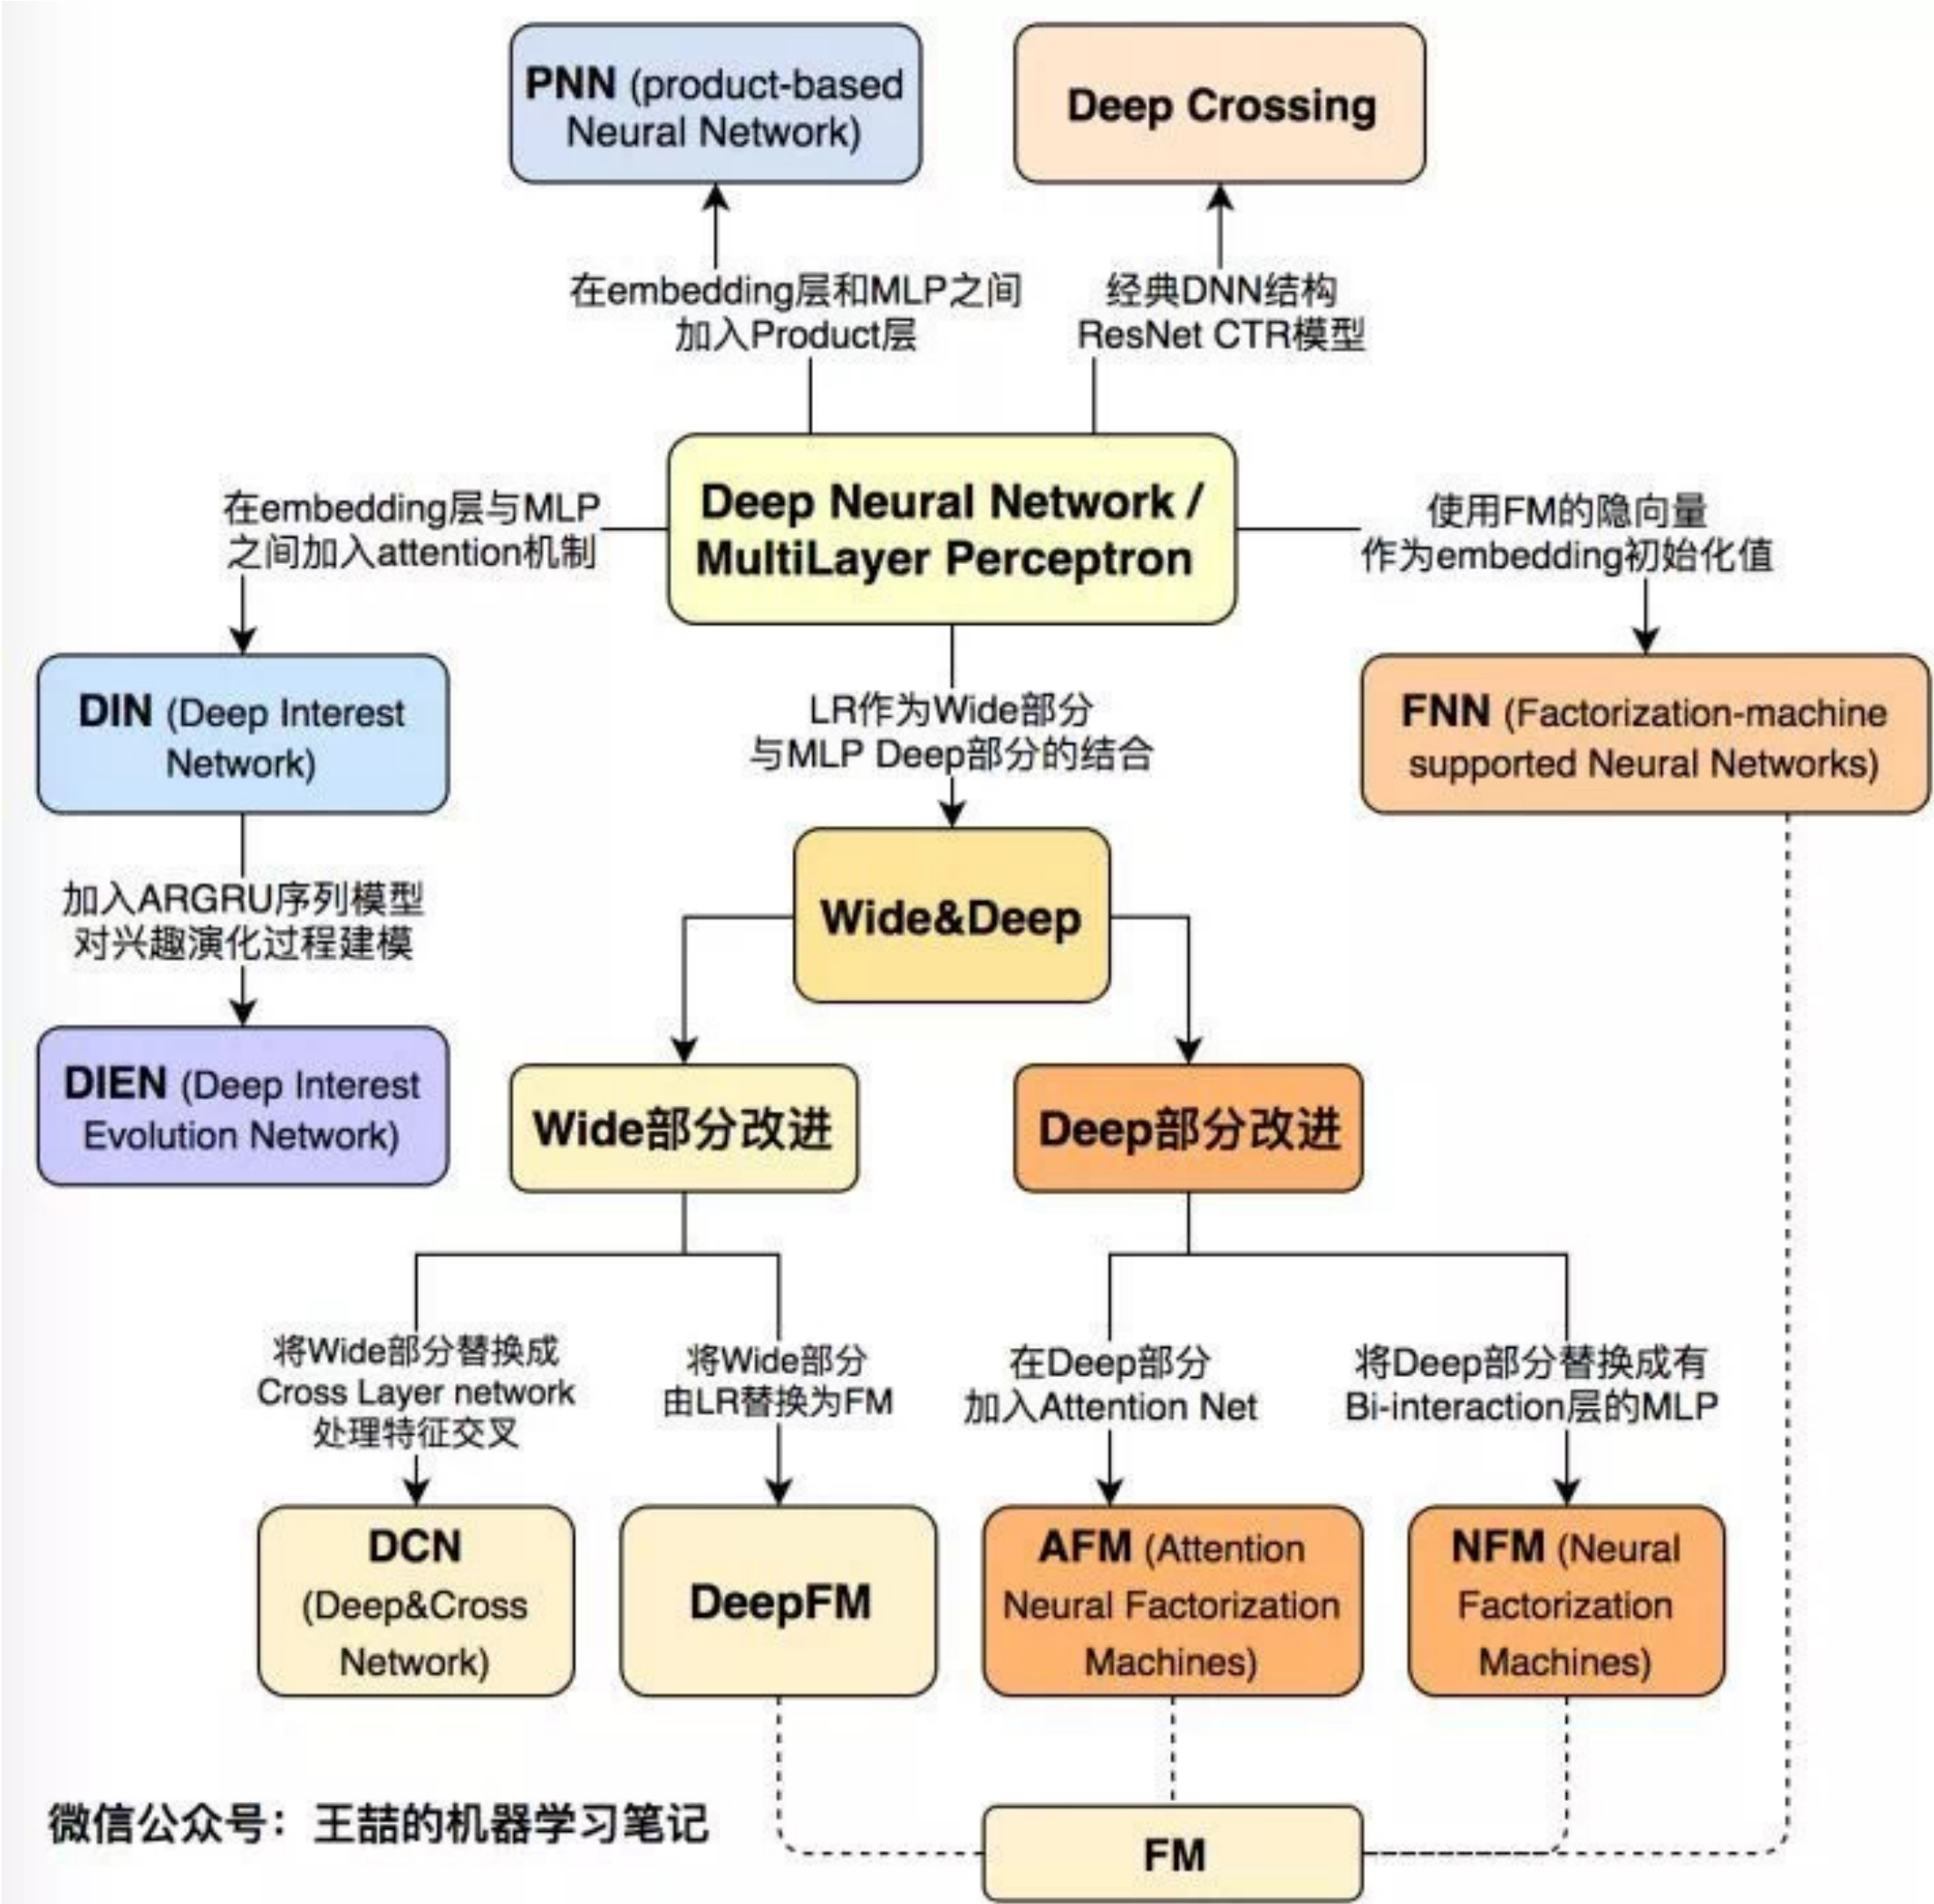 PNN (product-based
Neural Network)
Deep Crossing
在embedding层和MLP之间
加入Product层
经典DNN结构
ResNet CTR模型
Deep Neural Network /
MultiLayer Perceptron
在embedding层与MLP
之间加入attention机制
使用FM的隐向量
作为embedding初始化值
DIN (Deep Interest
Network)
LR作为Wide部分
与MLP Deep部分的结合
FNN (Factorization-machine
supported Neural Networks)
加入ARGRU序列模型
对兴趣演化过程建模
Wide&Deep
DIEN (Deep Interest
Evolution Network)
Wide部分改进
Deep部分改进
将Wide部分替换成
Cross Layer network
处理特征交叉
将Wide部分
由LR替换为FM
在Deep部分
加入Attention Net
将Deep部分替换成有
Bi-interaction层的MLP
DCN
(Deep&Cross
Network)
DeepFM
AFM (Attention
Neural Factorization
Machines)
NFM (Neural
Factorization
Machines)
微信公众号：王喆的机器学习笔记
FM